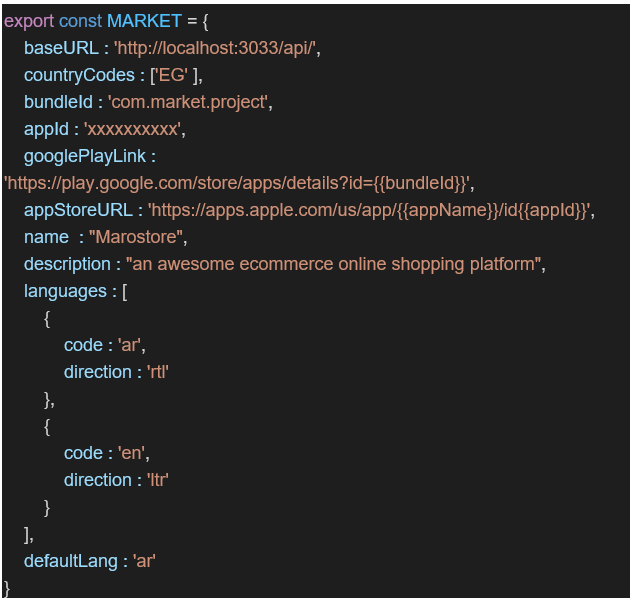 export const MARKET = {
baseURL : 'http://localhost:3033/api/',
countryCodes : ['EG' ],
bundleId : 'com.market.project',
appId : 'xxxxxxxxxx',
googlePlayLink :
'https://play.google.com/store/apps/details?id={{bundleId}}',
appStoreURL : 'https://apps.apple.com/us/app/{{appName}}/id{{appId}}',
name  : "Marostore",
description : "an awesome ecommerce online shopping platform",
languages : [
{
code : 'ar',
direction : 'rtl'
},
{
code : 'en',
direction : 'ltr'
}
],
defaultLang : 'ar'
}